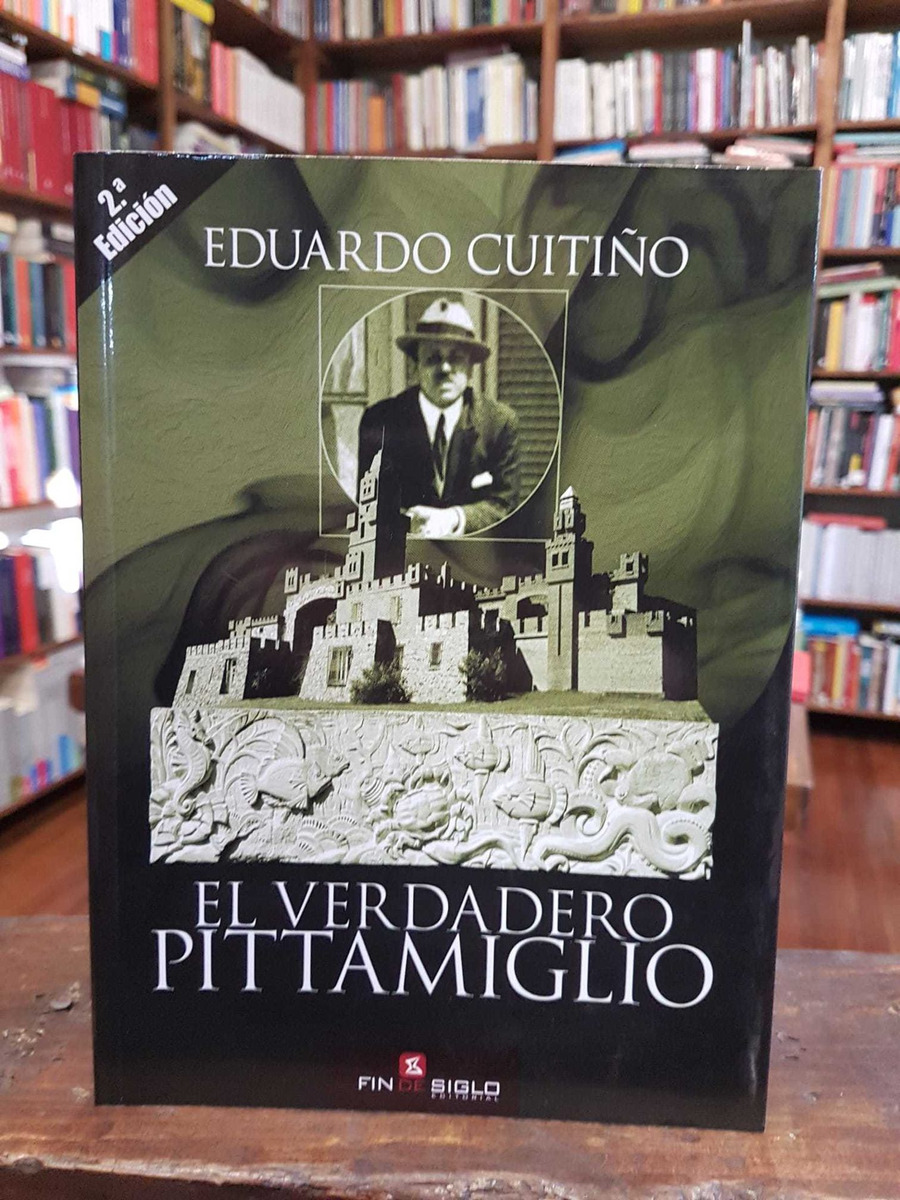 2.ª
Edición
EDUARDO CUITIÑO
EL VERDADERO
PITTAMIGLIO
FIN DE SIGLO
EDITORIAL